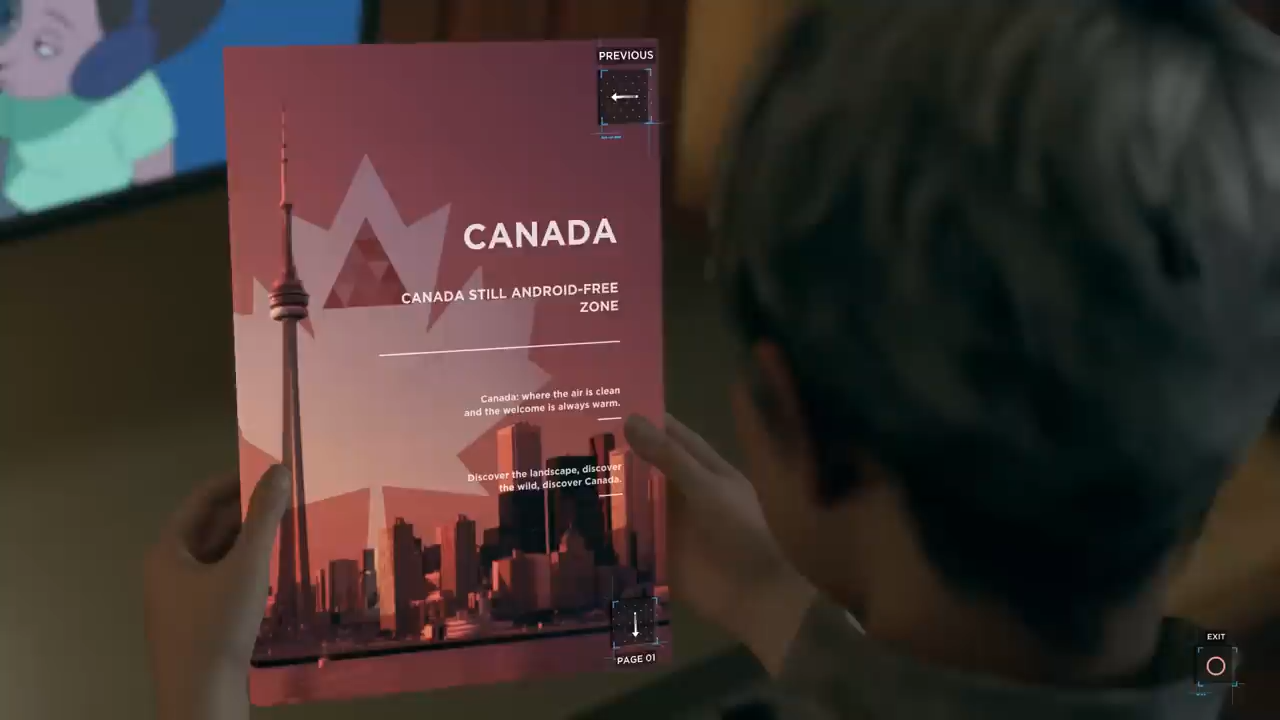 PREVIOUS
CANADA
CANADA STILL ANDROID-FREE
ZONE
Canada: where the air is clean
and the welcome is always warm.
Discover the landscape, discover
the wild, discover Canada.
PAGE 01
EXIT